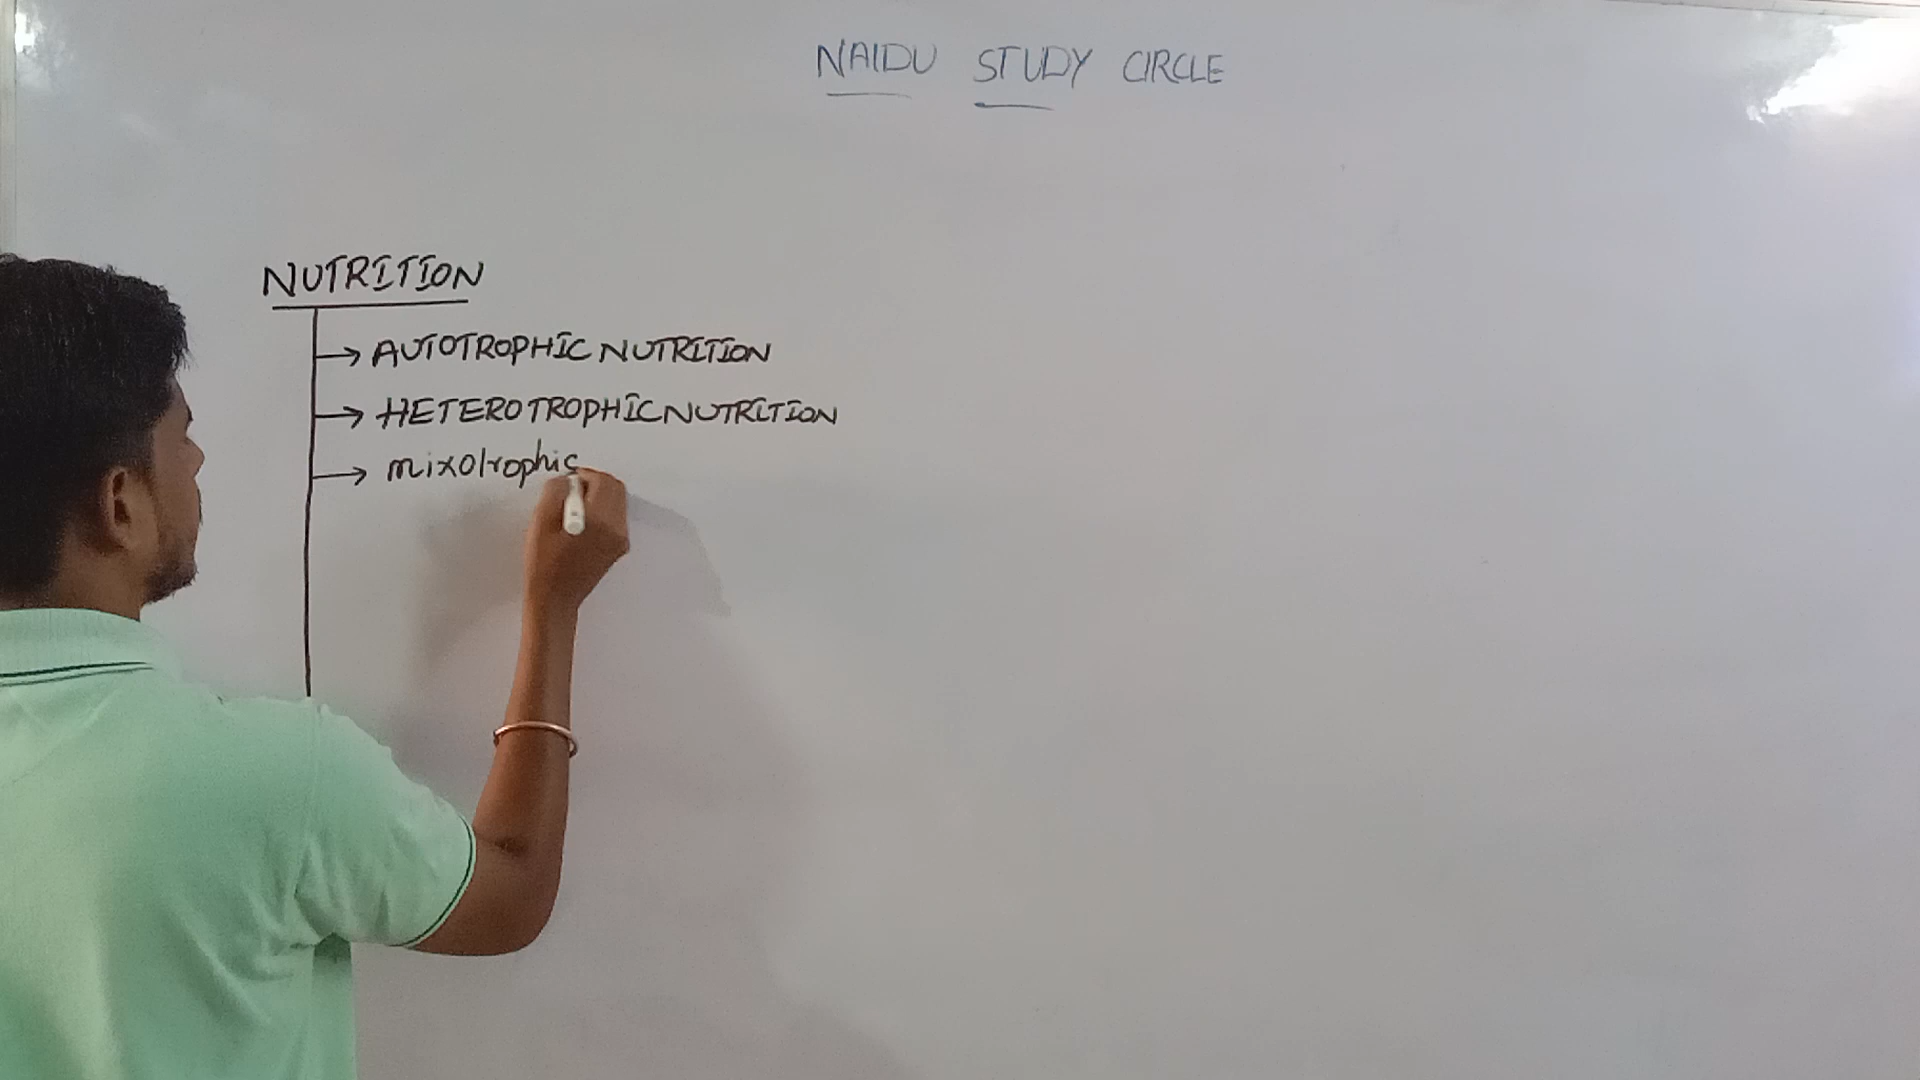 NAIDU STUDY CIRCLE
NUTRITION
→ AUTOTROPHIC NUTRITION
→ HETEROTROPHIC NUTRITION
→ mixotrophic